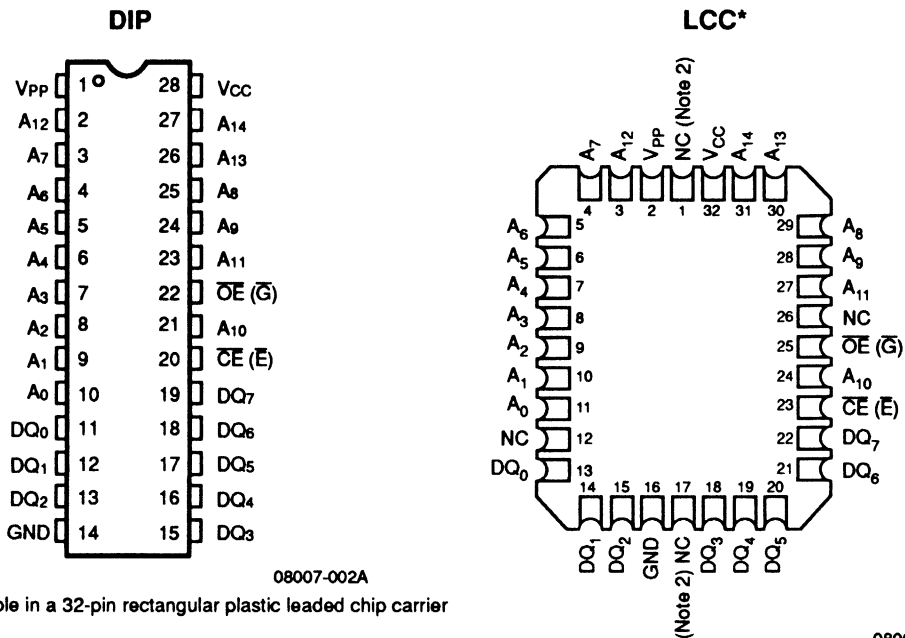 DIP
VPP 1 28 VCC
A12 2 27 A14
A7 3 26 A13
A6 4 25 A8
A5 5 24 A9
A4 6 23 A11
A3 7 22 O̅E̅ (G̅)
A2 8 21 A10
A1 9 20 C̅E̅ (E̅)
A0 10 19 DQ7
DQ0 11 18 DQ6
DQ1 12 17 DQ5
DQ2 13 16 DQ4
GND 14 15 DQ3
08007-002A
LCC*
A7 A12 VPP NC (Note 2) VCC A14 A13
4 3 2 1 32 31 30
A6 5 29 A8
A5 6 28 A9
A4 7 27 A11
A3 8 26 NC
A2 9 25 O̅E̅ (G̅)
A1 10 24 A10
A0 11 23 C̅E̅ (E̅)
NC 12 22 DQ7
DQ0 13 21 DQ6
14 15 16 17 18 19 20
DQ1 DQ2 GND (Note 2) NC DQ3 DQ4 DQ5
in a 32-pin rectangular plastic leaded chip carrier